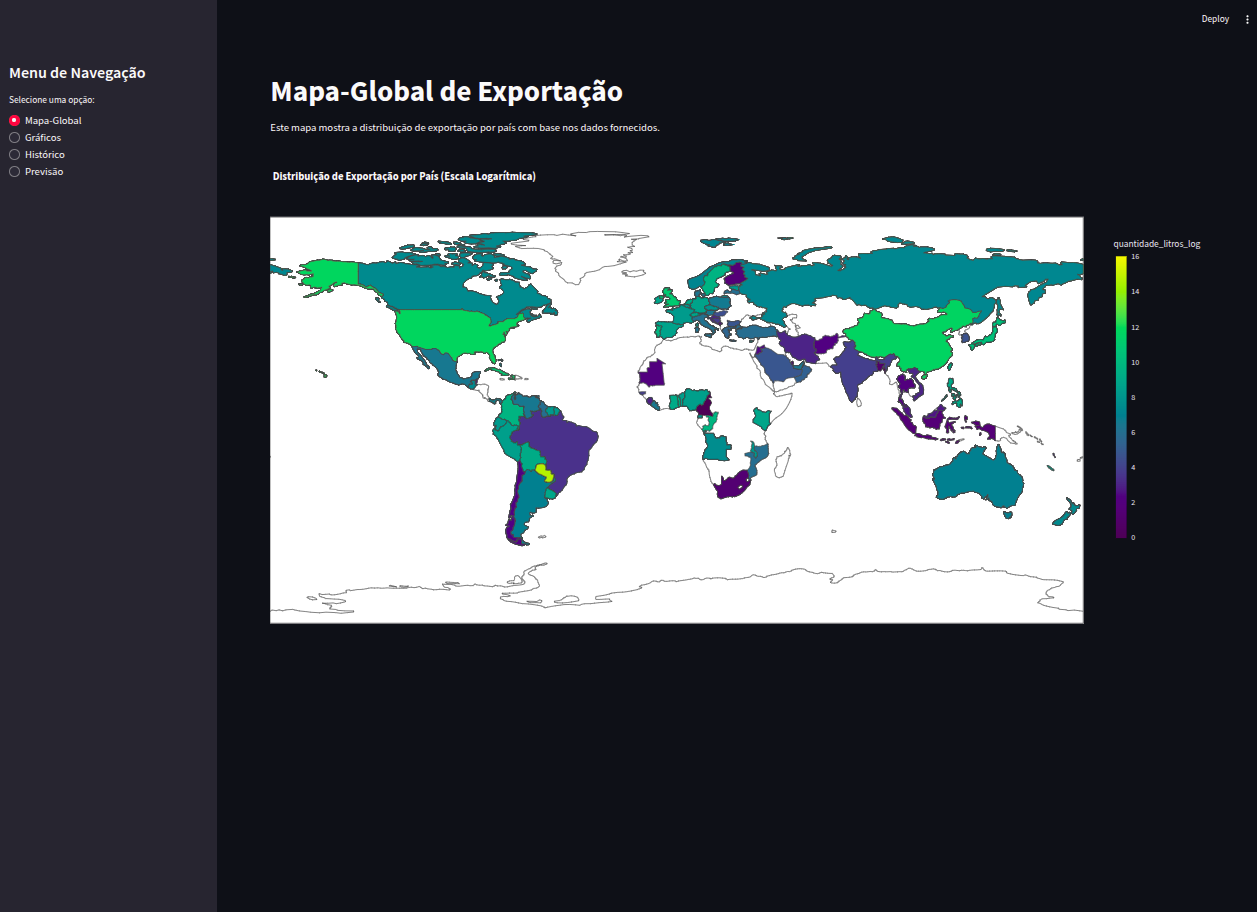 Deploy
Menu de Navegação
Selecione uma opção:
Mapa-Global
Gráficos
Histórico
Previsão
Mapa-Global de Exportação
Este mapa mostra a distribuição de exportação por país com base nos dados fornecidos.
Distribuição de Exportação por País (Escala Logarítmica)
quantidade_litros_log
16
14
12
10
8
6
4
2
0